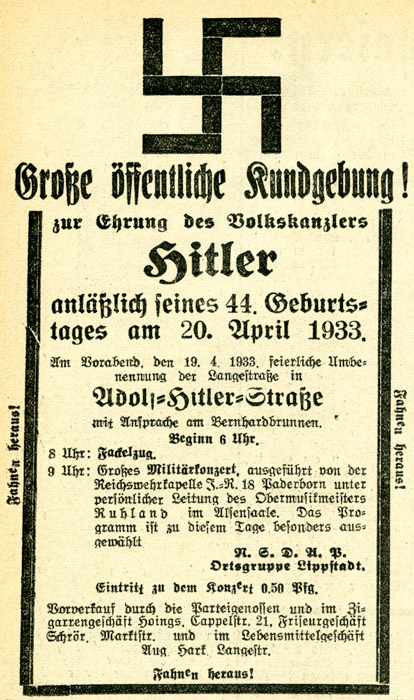 Große öffentliche Kundgebung!
zur Ehrung des Volkskanzlers
Hitler
anläßlich seines 44. Geburts=
tages am 20. April 1933.
Am Vorabend, den 19. 4. 1933, feierliche Umbe=
nennung der Langestraße in
Adolf=Hitler=Straße
mit Ansprache am Bernhardbrunnen.
Beginn 6 Uhr.
8 Uhr: Fackelzug.
9 Uhr: Großes Militärkonzert, ausgeführt von der
Reichswehrkapelle J.=R. 18 Paderborn unter
persönlicher Leitung des Obermusikmeisters
Ruhland im Alsensaale. Das Pro=
gramm ist zu diesem Tage besonders aus=
gewählt
N. S. D. A. P.
Ortsgruppe Lippstadt.
Eintritt zu dem Konzert 0.50 Pfg.
Vorverkauf durch die Parteigenossen und im Zi=
garrengeschäft Hoings, Cappelstr. 21, Friseurgeschäft
Schrör, Marktstr. und im Lebensmittelgeschäft
Aug. Hark, Langestr.
Fahnen heraus!
Fahnen heraus!
Fahnen heraus!